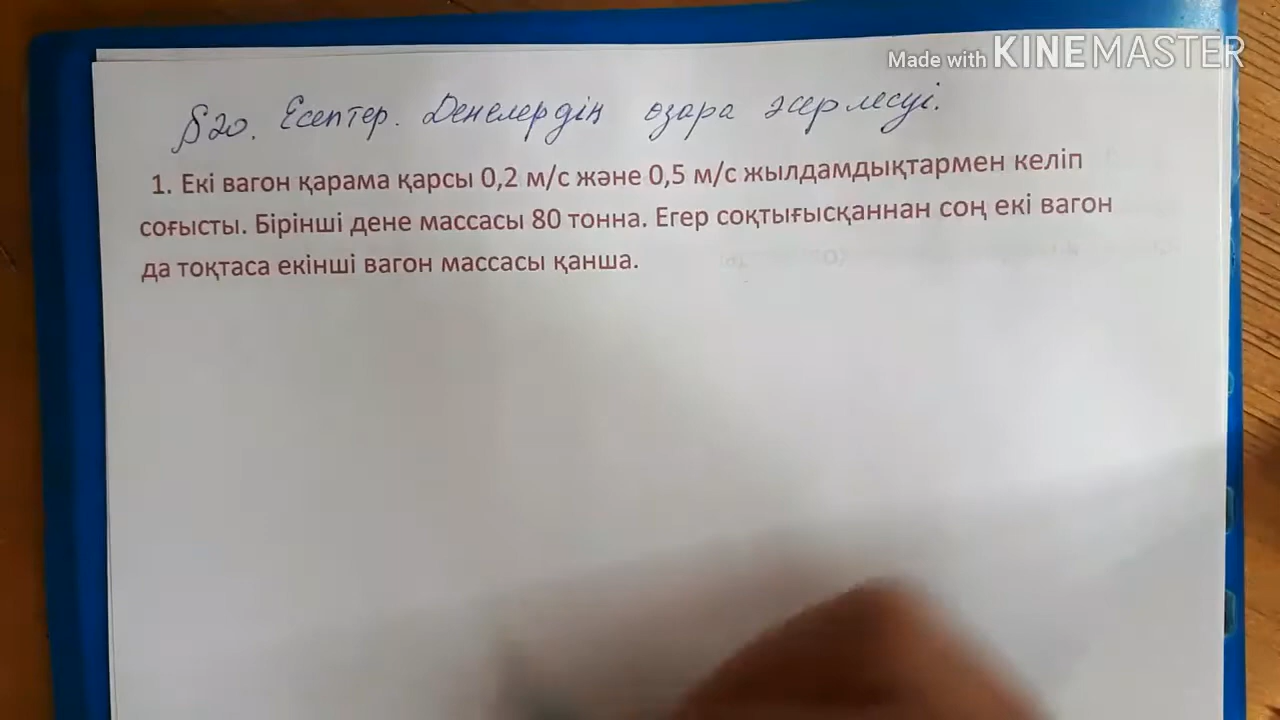 Made with KINEMASTER
§20. Есептер. Денелердің өзара әсерлесуі.
1. Екі вагон қарама қарсы 0,2 м/с және 0,5 м/с жылдамдықтармен келіп
соғысты. Бірінші дене массасы 80 тонна. Егер соқтығысқаннан соң екі вагон
да тоқтаса екінші вагон массасы қанша.